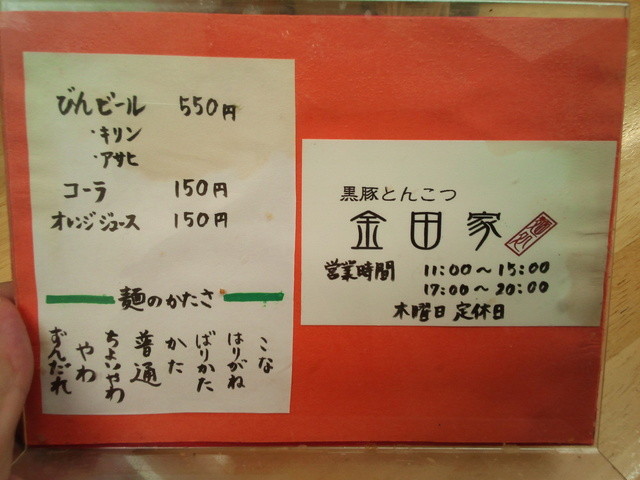 びんビール 550円
・キリン
・アサヒ
コーラ 150円
オレンジジュース 150円
麺のかたさ
こな
はりがね
ばりかた
かた
普通
ちょいやわ
やわ
ずんだれ
黒豚とんこつ
金田家
営業時間 11:00～15:00
17:00～20:00
木曜日 定休日